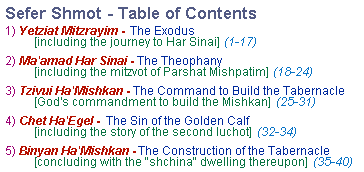 Sefer Shmot - Table of Contents
1) Yetziat Mitzrayim - The Exodus
[including the journey to Har Sinai] (1-17)
2) Ma'amad Har Sinai - The Theophany
[including the mitzvot of Parshat Mishpatim] (18-24)
3) Tzivui Ha'Mishkan - The Command to Build the Tabernacle
[God's commandment to build the Mishkan] (25-31)
4) Chet Ha'Egel - The Sin of the Golden Calf
[including the story of the second luchot] (32-34)
5) Binyan Ha'Mishkan -The Construction of the Tabernacle
[concluding with the "shchina" dwelling thereupon] (35-40)